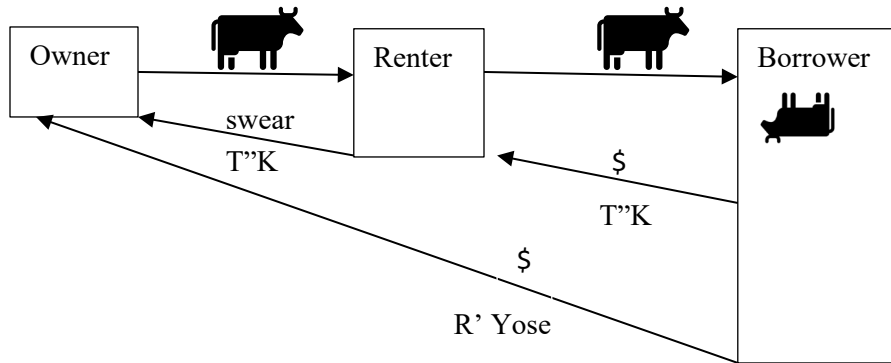 Owner
Renter
Borrower
swear
T”K
$
T”K
$
R’ Yose